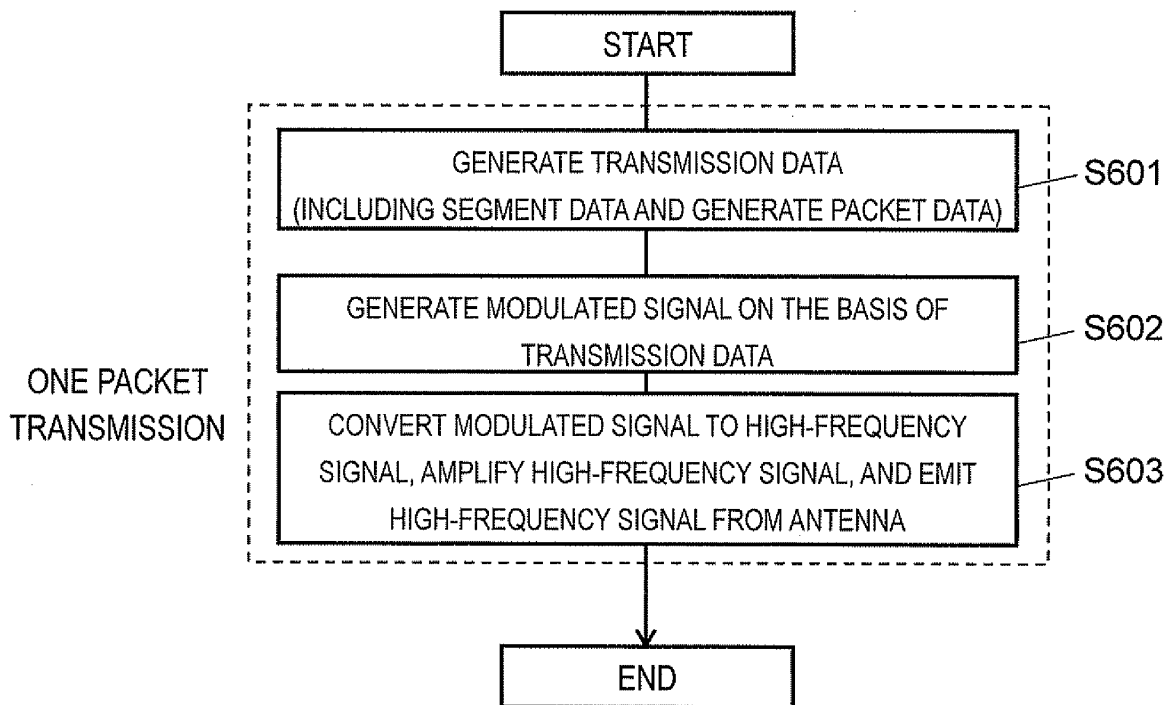 START
GENERATE TRANSMISSION DATA
(INCLUDING SEGMENT DATA AND GENERATE PACKET DATA)
S601
GENERATE MODULATED SIGNAL ON THE BASIS OF
TRANSMISSION DATA
S602
ONE PACKET
TRANSMISSION
CONVERT MODULATED SIGNAL TO HIGH-FREQUENCY
SIGNAL, AMPLIFY HIGH-FREQUENCY SIGNAL, AND EMIT
HIGH-FREQUENCY SIGNAL FROM ANTENNA
S603
END